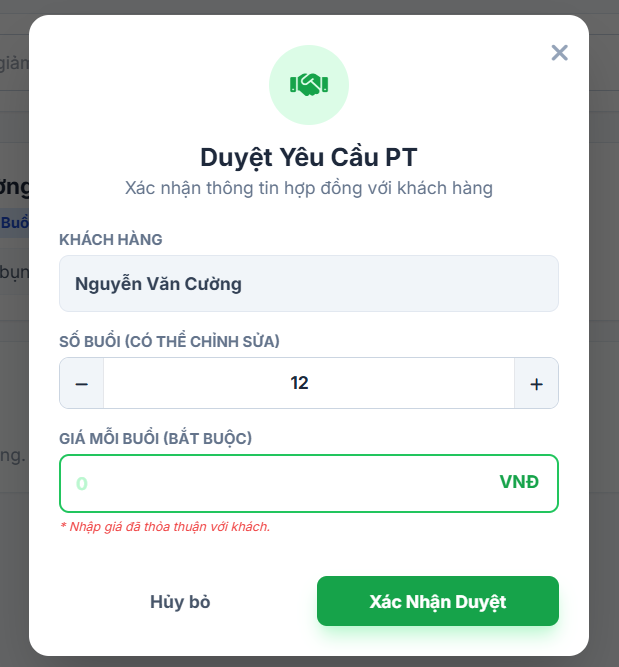 giảm
Duyệt Yêu Cầu PT
Xác nhận thông tin hợp đồng với khách hàng
Buổ
bụn
KHÁCH HÀNG
Nguyễn Văn Cường
SỐ BUỔI (CÓ THỂ CHỈNH SỬA)
− 12 +
GIÁ MỖI BUỔI (BẮT BUỘC)
0 VNĐ
ng.
* Nhập giá đã thỏa thuận với khách.
Hủy bỏ Xác Nhận Duyệt